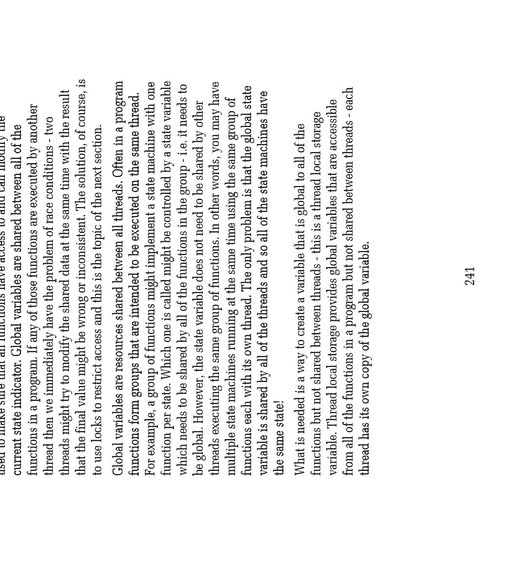 used to make sure that all functions have access to and can modify the
current state indicator. Global variables are shared between all of the
functions in a program. If any of those functions are executed by another
thread then we immediately have the problem of race conditions - two
threads might try to modify the shared data at the same time with the result
that the final value might be wrong or inconsistent. The solution, of course, is
to use locks to restrict access and this is the topic of the next section.
Global variables are resources shared between all threads. Often in a program
functions form groups that are intended to be executed on the same thread.
For example, a group of functions might implement a state machine with one
function per state. Which one is called might be controlled by a state variable
which needs to be shared by all of the functions in the group - i.e. it needs to
be global. However, the state variable does not need to be shared by other
threads executing the same group of functions. In other words, you may have
multiple state machines running at the same time using the same group of
functions each with its own thread. The only problem is that the global state
variable is shared by all of the threads and so all of the state machines have
the same state!
What is needed is a way to create a variable that is global to all of the
functions but not shared between threads - this is a thread local storage
variable. Thread local storage provides global variables that are accessible
from all of the functions in a program but not shared between threads - each
thread has its own copy of the global variable.
241